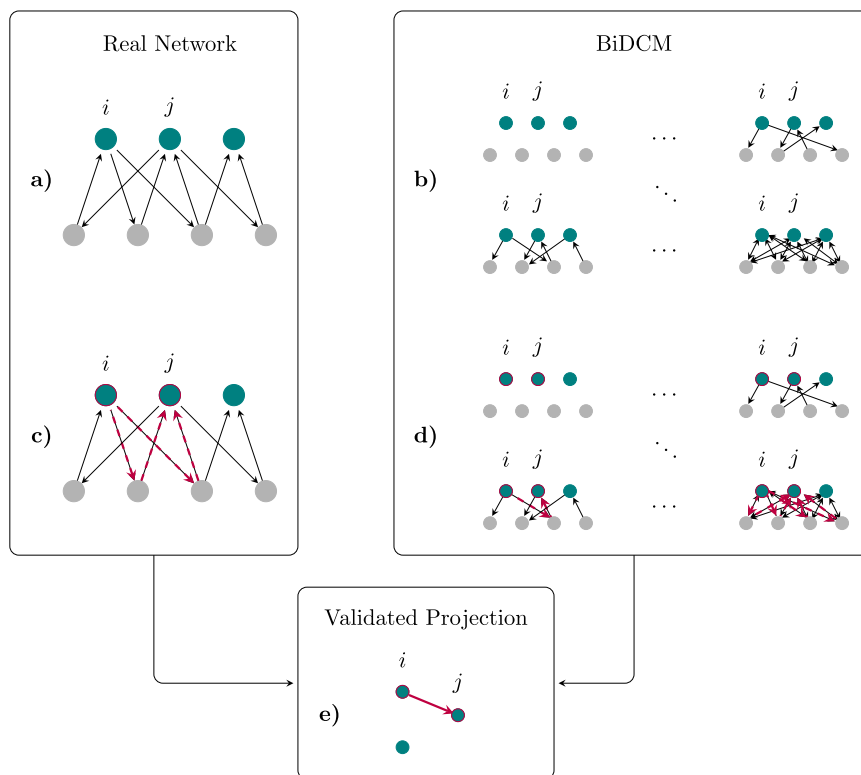 Real Network
i j
a)
i j
c)
BiDCM
i j
i j
b)
...
i j
i j
...
i j
i j
d)
...
i j
i j
...
Validated Projection
i
j
e)